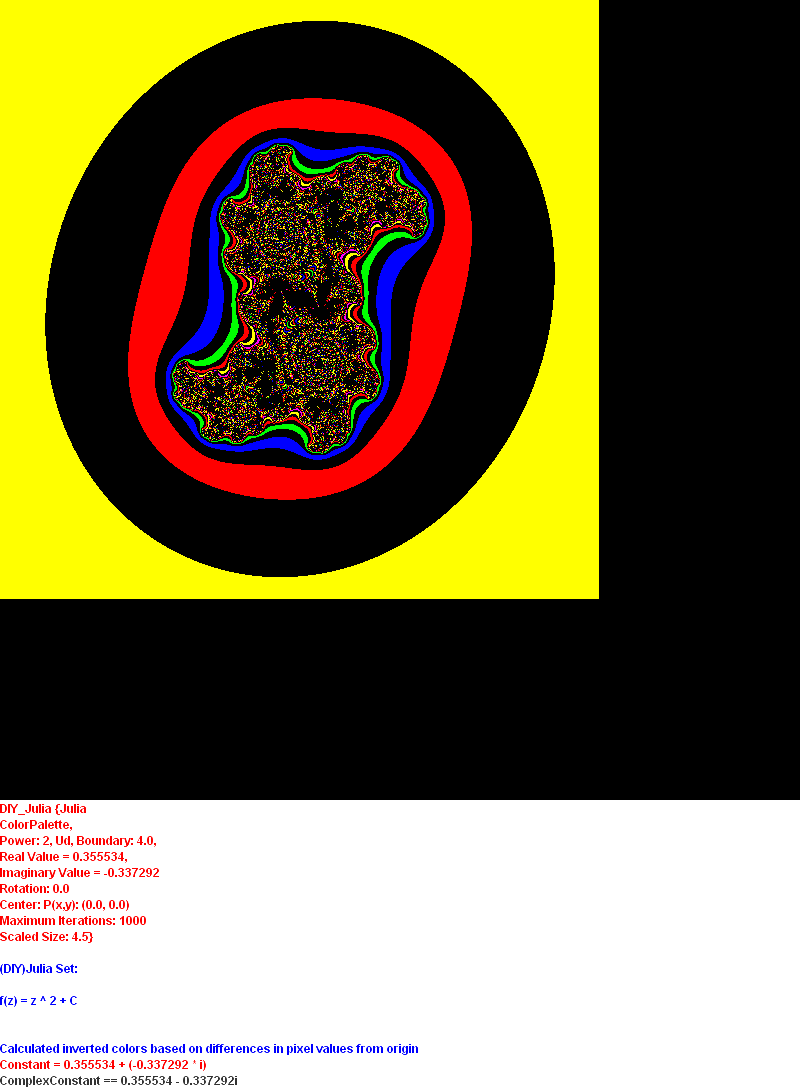 DIY_Julia {Julia
ColorPalette,
Power: 2, Ud, Boundary: 4.0,
Real Value = 0.355534,
Imaginary Value = -0.337292
Rotation: 0.0
Center: P(x,y): (0.0, 0.0)
Maximum Iterations: 1000
Scaled Size: 4.5}
(DIY)Julia Set:
f(z) = z ^ 2 + C
Calculated inverted colors based on differences in pixel values from origin
Constant = 0.355534 + (-0.337292 * i)
ComplexConstant == 0.355534 - 0.337292i